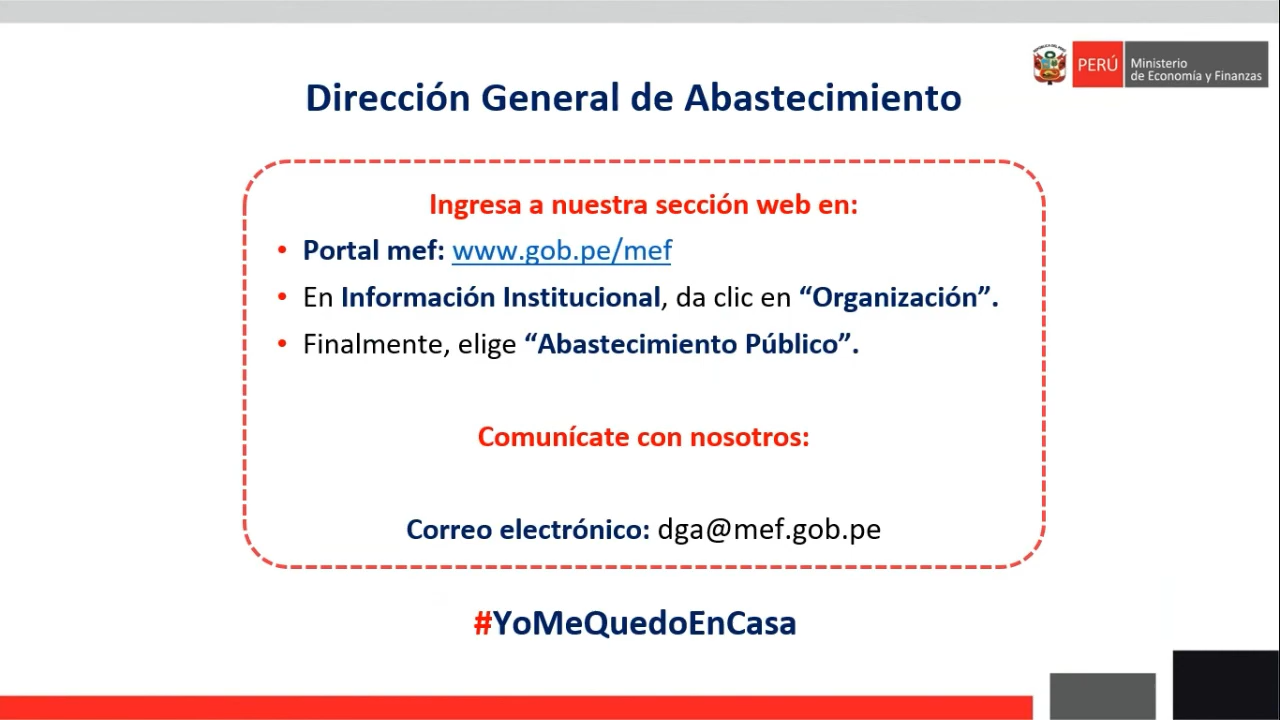 PERÚ
Ministerio
de Economía y Finanzas
Dirección General de Abastecimiento
Ingresa a nuestra sección web en:
• Portal mef: www.gob.pe/mef
• En Información Institucional, da clic en “Organización”.
• Finalmente, elige “Abastecimiento Público”.
Comunícate con nosotros:
Correo electrónico: dga@mef.gob.pe
#YoMeQuedoEnCasa